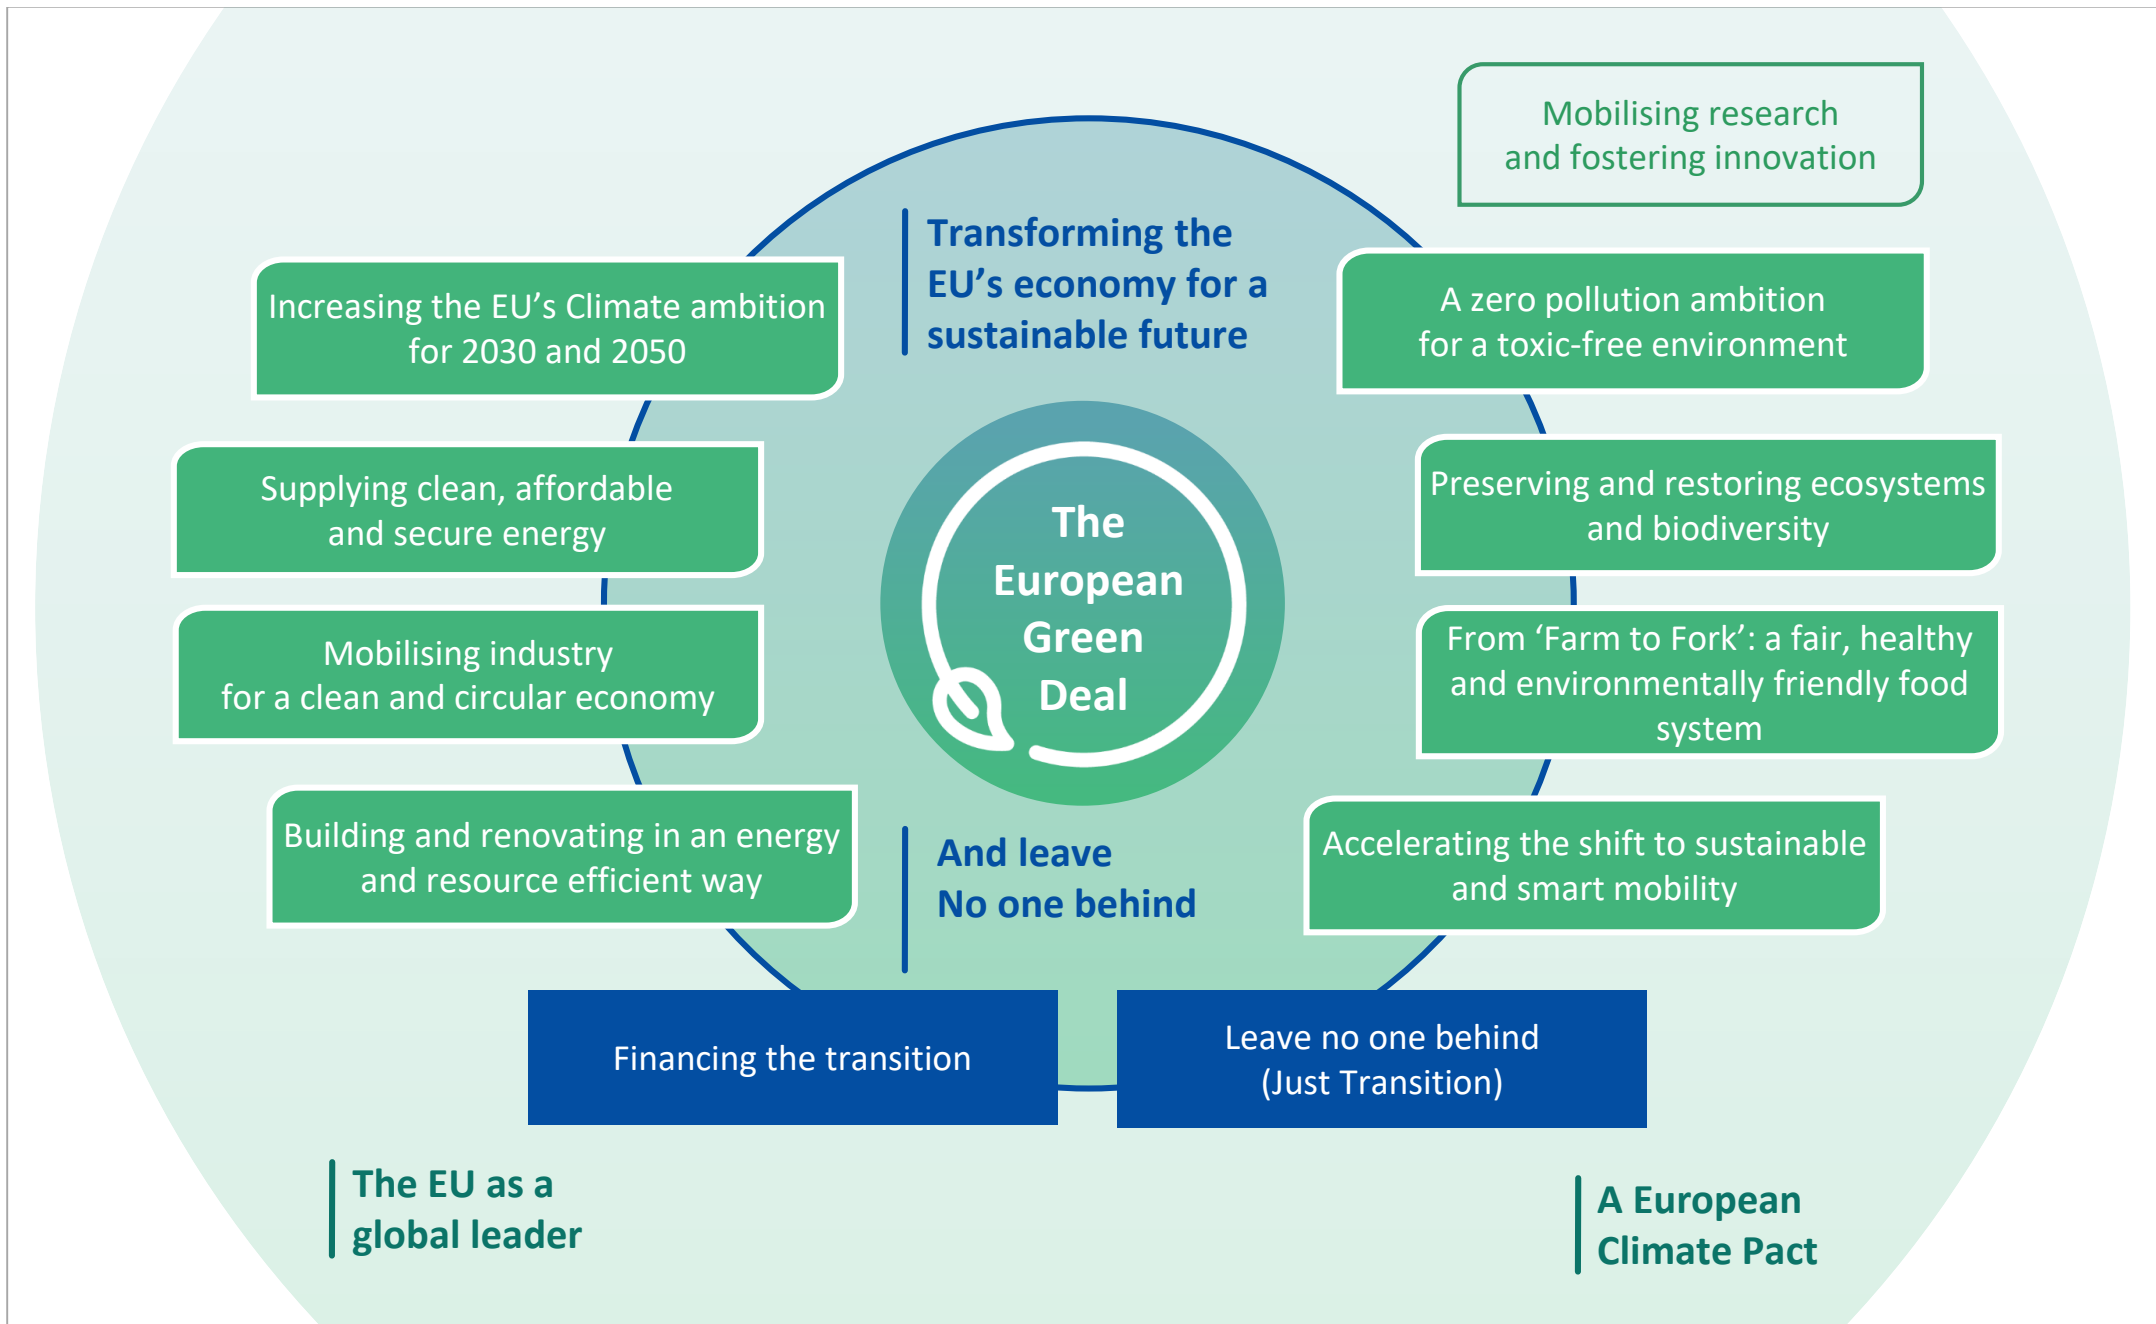 Mobilising research
and fostering innovation
Transforming the
EU’s economy for a
sustainable future
Increasing the EU’s Climate ambition
for 2030 and 2050
A zero pollution ambition
for a toxic-free environment
Supplying clean, affordable
and secure energy
Preserving and restoring ecosystems
and biodiversity
The
European
Green
Deal
Mobilising industry
for a clean and circular economy
From ‘Farm to Fork’: a fair, healthy
and environmentally friendly food
system
Building and renovating in an energy
and resource efficient way
And leave
No one behind
Accelerating the shift to sustainable
and smart mobility
Financing the transition
Leave no one behind
(Just Transition)
The EU as a
global leader
A European
Climate Pact